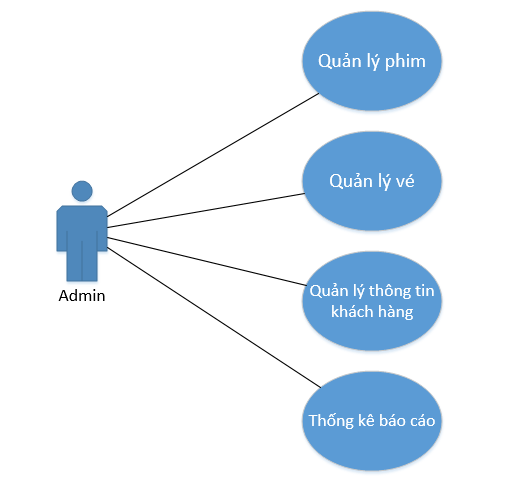 Quản lý phim
Quản lý vé
Admin
Quản lý thông tin
khách hàng
Thống kê báo cáo